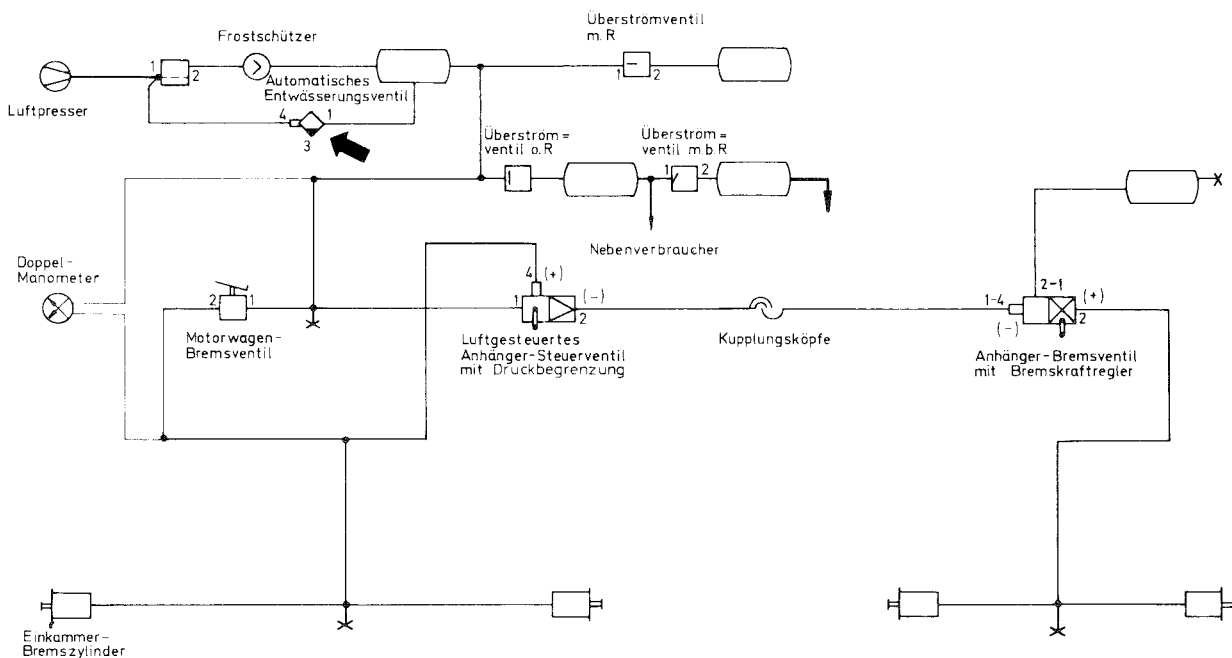 Frostschützer
Überströmventil
m. R
1
2
1
2
Luftpresser
Automatisches
Entwässerungsventil
4
1
3
Überström=
ventil o.R
Überström=
ventil m.b.R
1
2
Nebenverbraucher
Doppel-
Manometer
2
1
Motorwagen-
Bremsventil
4
(+)
1
(-)
2
Luftgesteuertes
Anhänger-Steuerventil
mit Druckbegrenzung
Kupplungsköpfe
2-1
1-4
(+)
(-)
2
Anhänger-Bremsventil
mit Bremskraftregler
Einkammer-
Bremszylinder